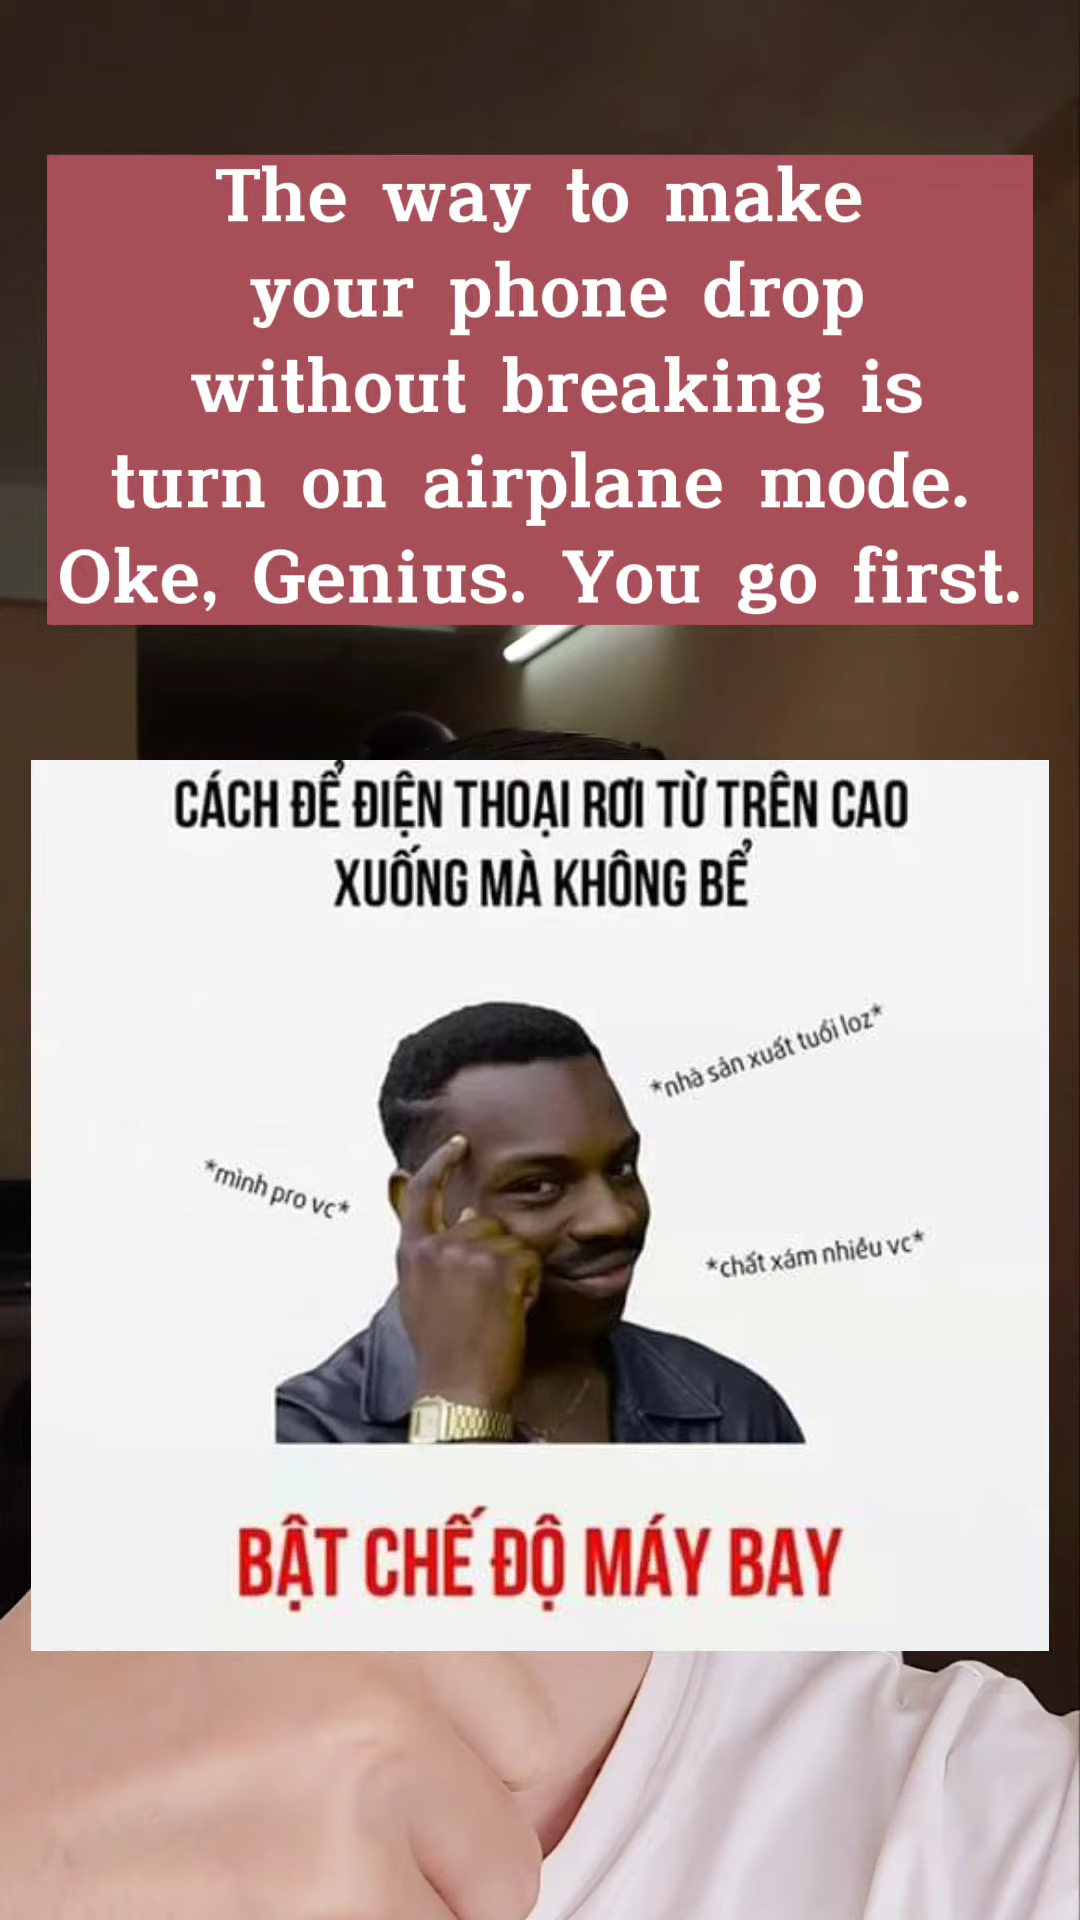 The way to make
your phone drop
without breaking is
turn on airplane mode.
Oke, Genius. You go first.
CÁCH ĐỂ ĐIỆN THOẠI RƠI TỪ TRÊN CAO
XUỐNG MÀ KHÔNG BỂ
*nhà sản xuất tuổi loz*
*mình pro vc*
*chất xám nhiều vc*
BẬT CHẾ ĐỘ MÁY BAY